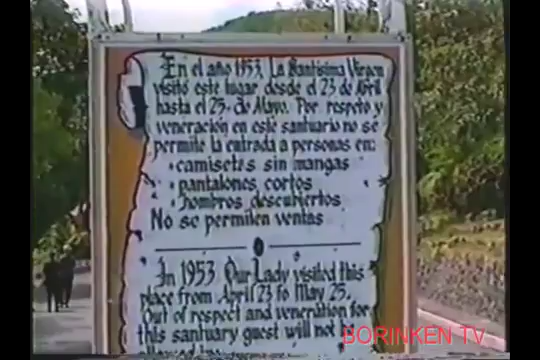 En el año 1953, La Santísima Virgen
visitó este lugar desde el 23 de Abril
hasta el 25 de Mayo. Por respeto y
veneración en este santuario no se
permite la entrada a personas en:
• camisetas sin mangas
• pantalones cortos
• hombros descubiertos
No se permiten ventas
In 1953 Our Lady visited this
place from April 23 to May 25.
Out of respect and veneration for
this santuary guest will not
BORINKEN TV